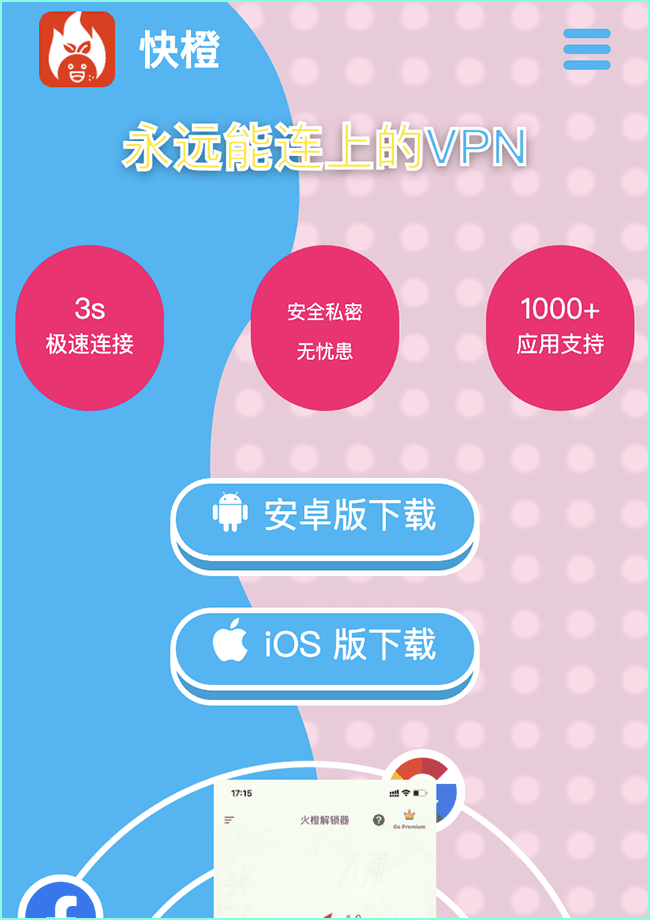 快橙
永远能连上的VPN
3s
极速连接
安全私密
无忧患
1000+
应用支持
安卓版下载
iOS 版下载
17:15
火橙解锁器
?
Go Premium